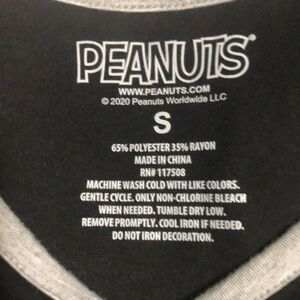 PEANUTS®
WWW.PEANUTS.COM
© 2020 Peanuts Worldwide LLC
S
65% POLYESTER 35% RAYON
MADE IN CHINA
RN# 117508
MACHINE WASH COLD WITH LIKE COLORS.
GENTLE CYCLE. ONLY NON-CHLORINE BLEACH
WHEN NEEDED. TUMBLE DRY LOW.
REMOVE PROMPTLY. COOL IRON IF NEEDED.
DO NOT IRON DECORATION.